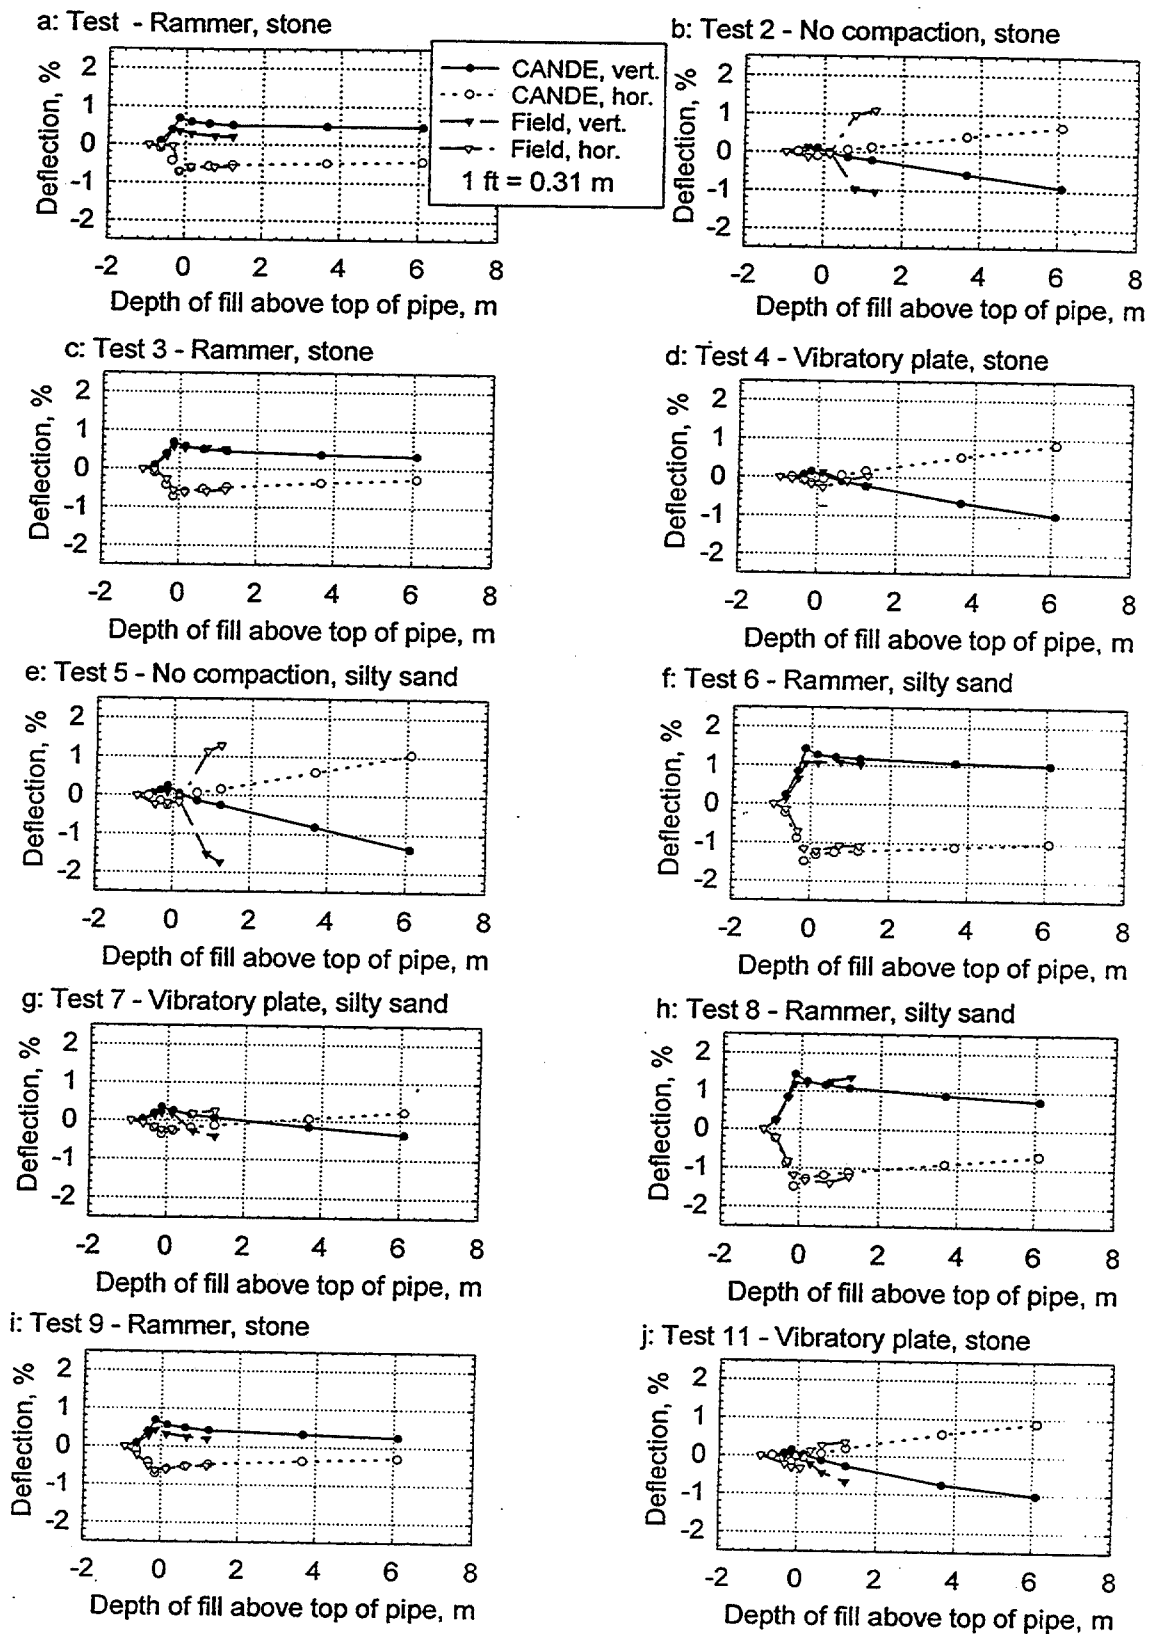 a: Test - Rammer, stone
Deflection, %
2
1
0
-1
-2
-2 0 2 4 6 8
Depth of fill above top of pipe, m
CANDE, vert.
CANDE, hor.
Field, vert.
Field, hor.
1 ft = 0.31 m
b: Test 2 - No compaction, stone
Deflection, %
2
1
0
-1
-2
-2 0 2 4 6 8
Depth of fill above top of pipe, m
c: Test 3 - Rammer, stone
Deflection, %
2
1
0
-1
-2
-2 0 2 4 6 8
Depth of fill above top of pipe, m
d: Test 4 - Vibratory plate, stone
Deflection, %
2
1
0
-1
-2
-2 0 2 4 6 8
Depth of fill above top of pipe, m
e: Test 5 - No compaction, silty sand
Deflection, %
2
1
0
-1
-2
-2 0 2 4 6 8
Depth of fill above top of pipe, m
f: Test 6 - Rammer, silty sand
Deflection, %
2
1
0
-1
-2
-2 0 2 4 6 8
Depth of fill above top of pipe, m
g: Test 7 - Vibratory plate, silty sand
Deflection, %
2
1
0
-1
-2
-2 0 2 4 6 8
Depth of fill above top of pipe, m
h: Test 8 - Rammer, silty sand
Deflection, %
2
1
0
-1
-2
-2 0 2 4 6 8
Depth of fill above top of pipe, m
i: Test 9 - Rammer, stone
Deflection, %
2
1
0
-1
-2
-2 0 2 4 6 8
Depth of fill above top of pipe, m
j: Test 11 - Vibratory plate, stone
Deflection, %
2
1
0
-1
-2
-2 0 2 4 6 8
Depth of fill above top of pipe, m